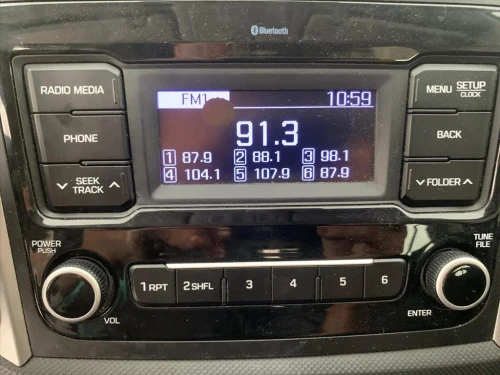 Bluetooth
RADIO MEDIA
PHONE
SEEK
TRACK
FM1
10:59
91.3
1 87.9 2 88.1 3 98.1
4 104.1 5 107.9 6 87.9
MENU SETUP
CLOCK
BACK
FOLDER
POWER
PUSH
VOL
1 RPT 2 SHFL 3 4 5 6
TUNE
FILE
ENTER